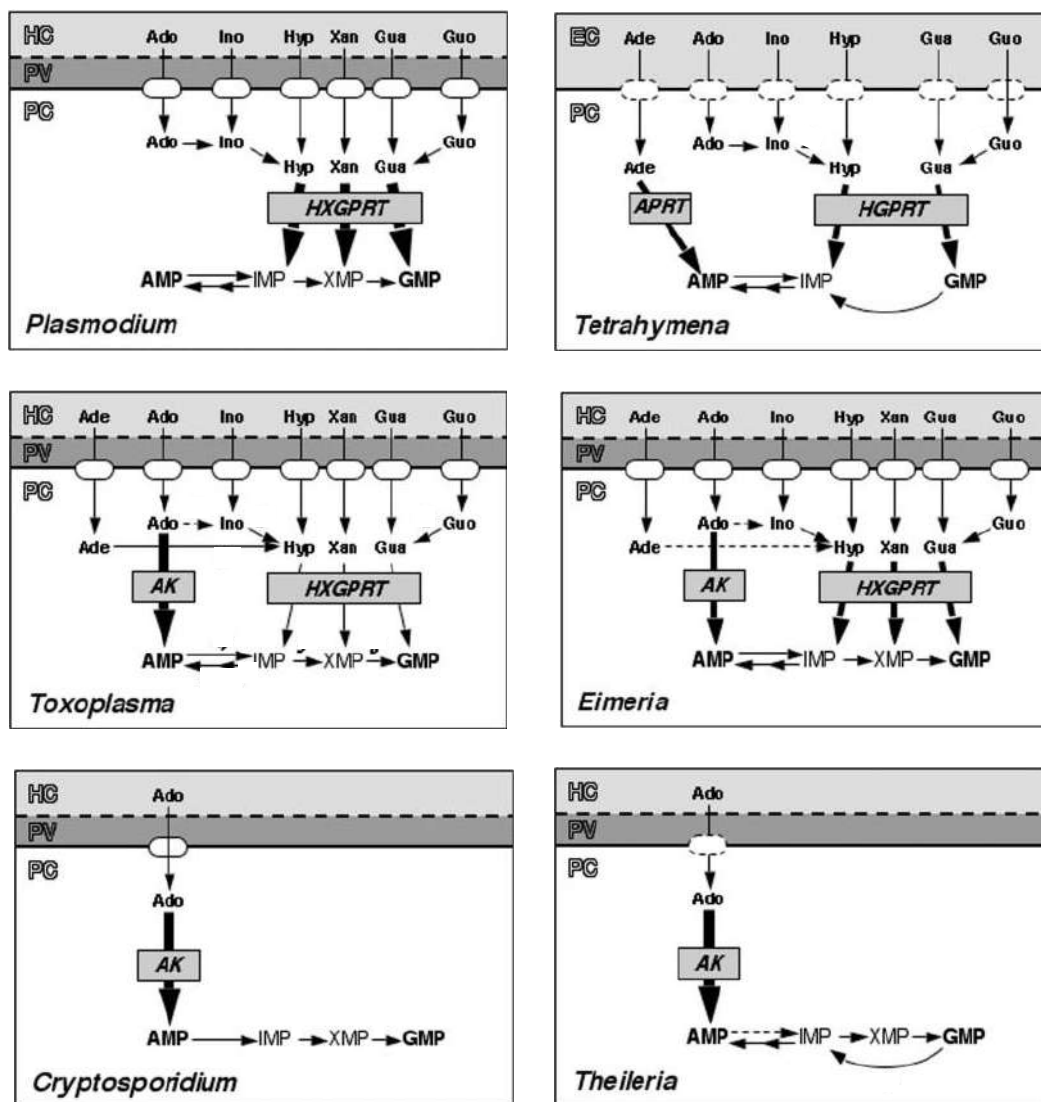 HC Ado Ino Hyp Xan Gua Guo
PV
PC
Ado Ino Guo
Hyp Xan Gua
HXGPRT
AMP IMP XMP GMP
Plasmodium
EC Ade Ado Ino Hyp Gua Guo
PC
Ado Ino Guo
Ade Hyp Gua
APRT HGPRT
AMP IMP GMP
Tetrahymena
HC Ade Ado Ino Hyp Xan Gua Guo
PV
PC
Ado Ino Guo
Ade Hyp Xan Gua
AK HXGPRT
AMP IMP XMP GMP
Toxoplasma
HC Ade Ado Ino Hyp Xan Gua Guo
PV
PC
Ado Ino Guo
Ade Hyp Xan Gua
AK HXGPRT
AMP IMP XMP GMP
Eimeria
HC Ado
PV
PC
Ado
AK
AMP IMP XMP GMP
Cryptosporidium
HC Ado
PV
PC
Ado
AK
AMP IMP XMP GMP
Theileria